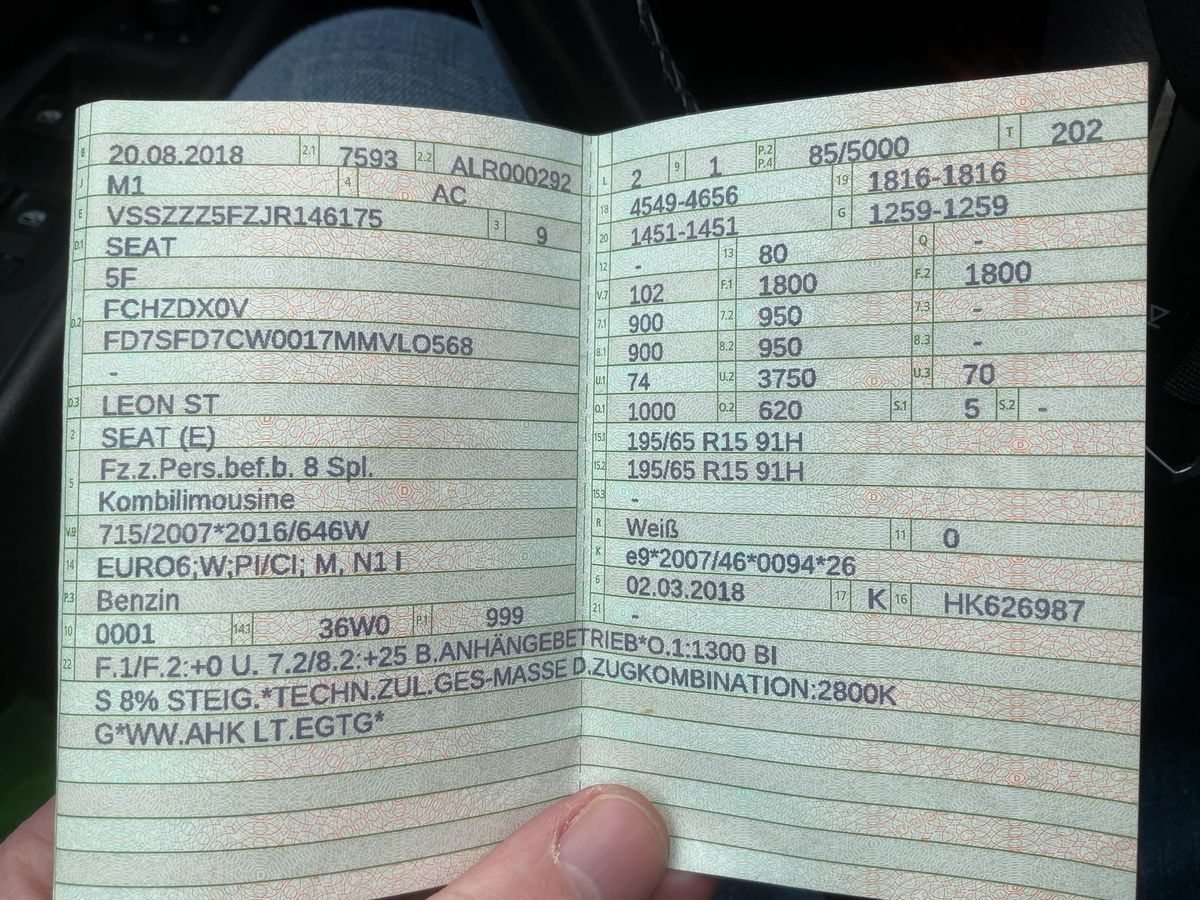 B 20.08.2018 2.1 7593 2.2 ALR000292
J M1 4 AC
E VSSZZZ5FZJR146175 3 9
D.1 SEAT
5F
D.2 FCHZDX0V
FD7SFD7CW0017MMVLO568
-
D.3 LEON ST
2 SEAT (E)
5 Fz.z.Pers.bef.b. 8 Spl.
Kombilimousine
V.9 715/2007*2016/646W
14 EURO6;W;PI/CI; M, N1 I
P.3 Benzin
10 0001 14.1 36W0 P.1 999
L 2 9 1 P.2 P.4 85/5000 T 202
18 4549-4656 19 1816-1816
20 1451-1451 G 1259-1259
12 - 13 80 Q -
V.7 102 F.1 1800 F.2 1800
7.1 900 7.2 950 7.3 -
8.1 900 8.2 950 8.3 -
U.1 74 U.2 3750 U.3 70
O.1 1000 O.2 620 S.1 5 S.2 -
15.1 195/65 R15 91H
15.2 195/65 R15 91H
15.3 -
R Weiß 11 0
K e9*2007/46*0094*26
6 02.03.2018 17 K 16 HK626987
21 -
22 F.1/F.2:+0 U. 7.2/8.2:+25 B.ANHÄNGEBETRIEB*O.1:1300 BI
S 8% STEIG.*TECHN.ZUL.GES-MASSE D.ZUGKOMBINATION:2800K
G*WW.AHK LT.EGTG*